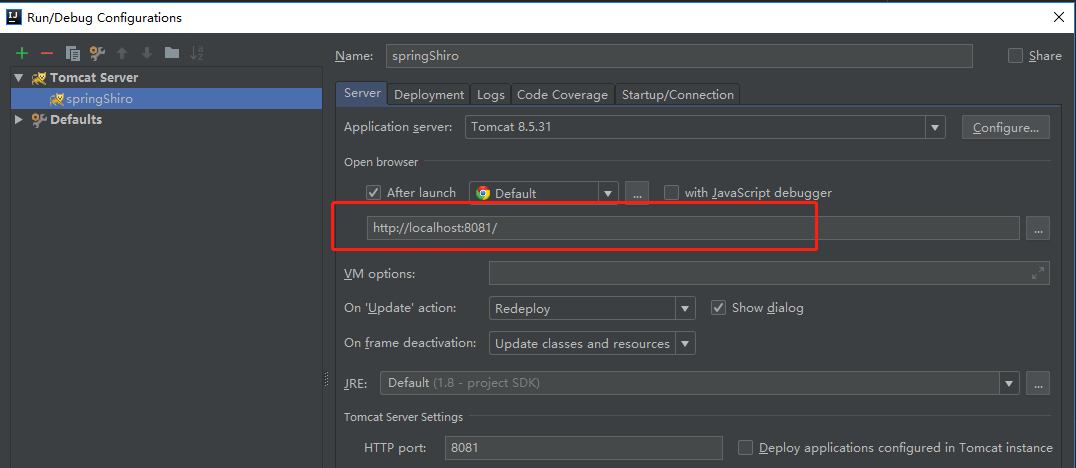 Run/Debug Configurations
Name: springShiro Share
Tomcat Server
springShiro
Defaults
Server Deployment Logs Code Coverage Startup/Connection
Application server: Tomcat 8.5.31 Configure...
Open browser
After launch Default ... with JavaScript debugger
http://localhost:8081/ ...
VM options:
On 'Update' action: Redeploy Show dialog
On frame deactivation: Update classes and resources
JRE: Default (1.8 - project SDK) ...
Tomcat Server Settings
HTTP port: 8081 Deploy applications configured in Tomcat instance